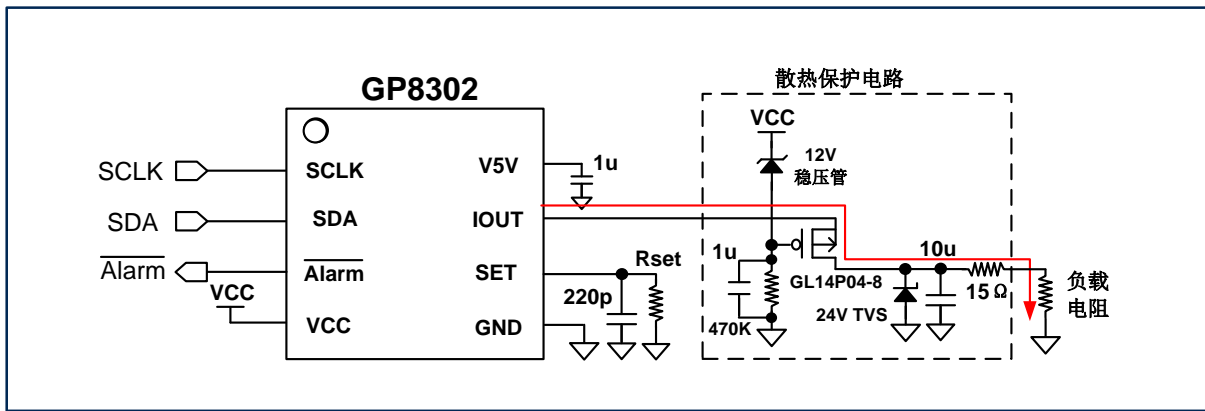 散热保护电路
GP8302
VCC
12V
稳压管
SCLK
SCLK
V5V
1u
SDA
SDA
IOUT
Alarm
Alarm
SET
Rset
1u
10u
GL14P04-8
15Ω
负载
电阻
VCC
VCC
220p
GND
470K
24V TVS